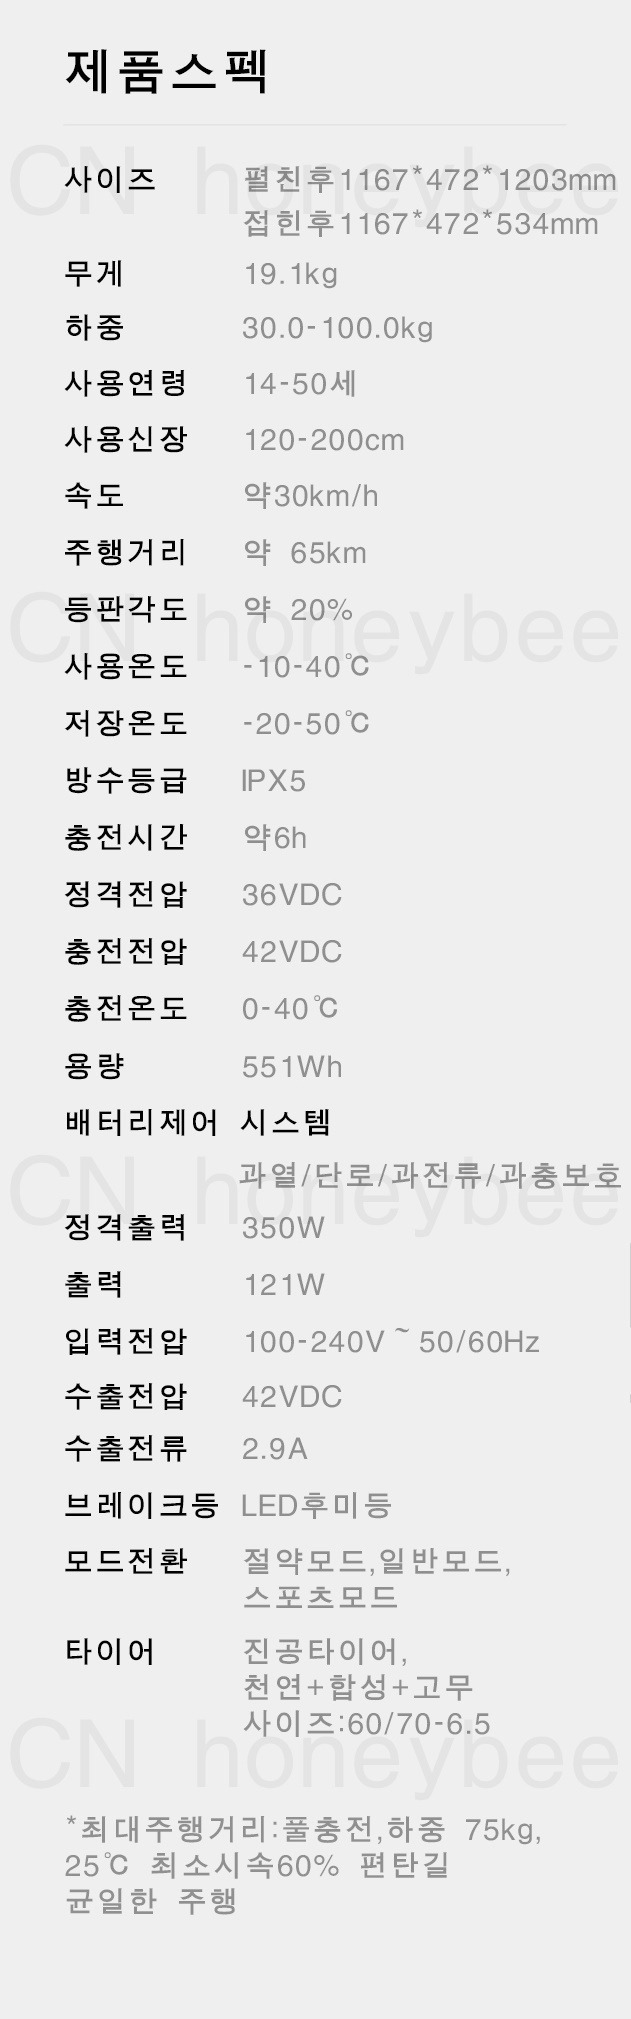 제품스펙
CN honeybee
사이즈 펼친후1167*472*1203mm
접힌후1167*472*534mm
무게 19.1kg
하중 30.0-100.0kg
사용연령 14-50세
사용신장 120-200cm
속도 약30km/h
주행거리 약 65km
등판각도 약 20%
CN honeybee
사용온도 -10-40℃
저장온도 -20-50℃
방수등급 IPX5
충전시간 약6h
정격전압 36VDC
충전전압 42VDC
충전온도 0-40℃
용량 551Wh
배터리제어 시스템
과열/단로/과전류/과충보호
CN honeybee
정격출력 350W
출력 121W
입력전압 100-240V ~ 50/60Hz
수출전압 42VDC
수출전류 2.9A
브레이크등 LED후미등
모드전환 절약모드,일반모드,
스포츠모드
타이어 진공타이어,
천연+합성+고무
사이즈:60/70-6.5
CN honeybee
*최대주행거리:풀충전,하중 75kg,
25℃ 최소시속60% 편탄길
균일한 주행